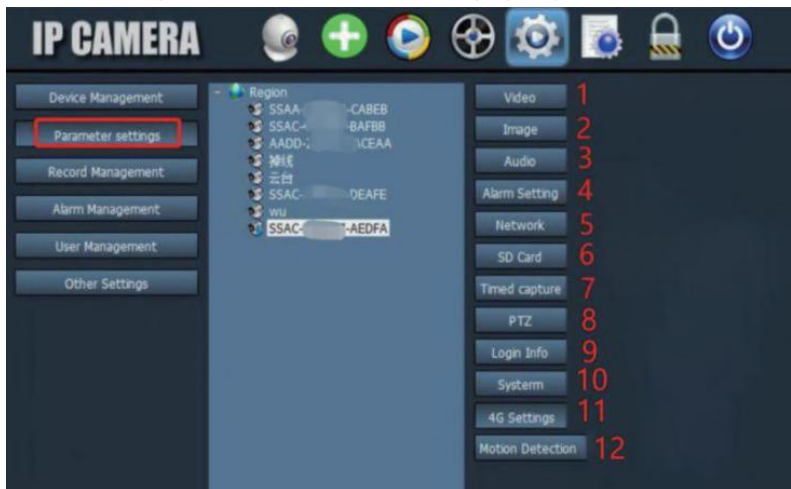 IP CAMERA
Device Management
Parameter settings
Record Management
Alarm Management
User Management
Other Settings
Region
SSAA- -CABEB
SSAC- -BAFBB
AADD- ACEAA
云台
SSAC- DEAFE
wu
SSAC- -AEDFA
Video 1
Image 2
Audio 3
Alarm Setting 4
Network 5
SD Card 6
Timed capture 7
PTZ 8
Login Info 9
Systerm 10
4G Settings 11
Motion Detection 12